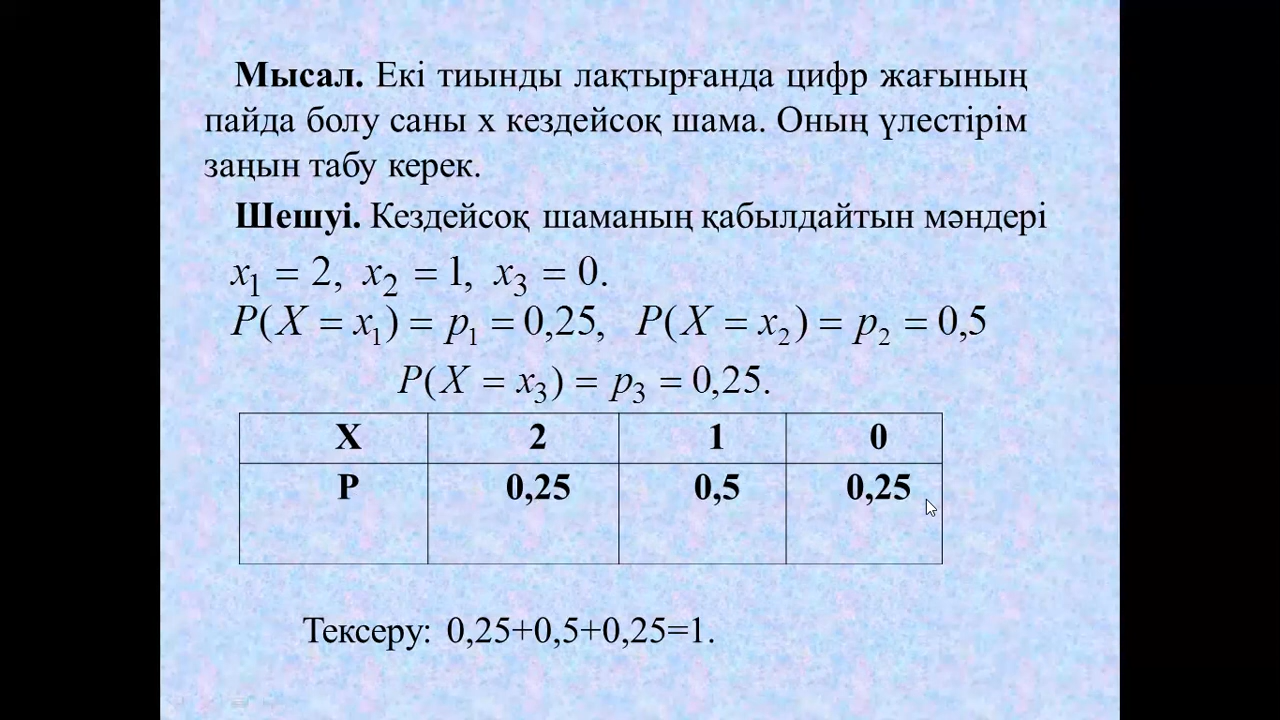 Мысал. Екі тиынды лақтырғанда цифр жағының
пайда болу саны х кездейсоқ шама. Оның үлестірім
заңын табу керек.
Шешуі. Кездейсоқ шаманың қабылдайтын мәндері
x₁ = 2, x₂ = 1, x₃ = 0.
P(X = x₁) = p₁ = 0,25, P(X = x₂) = p₂ = 0,5
P(X = x₃) = p₃ = 0,25.
X 2 1 0
P 0,25 0,5 0,25
Тексеру: 0,25+0,5+0,25=1.